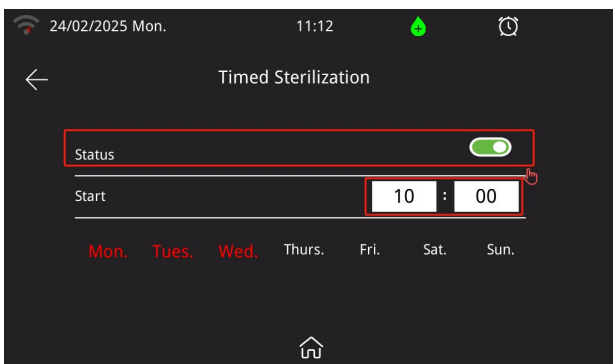 24/02/2025 Mon. 11:12
Timed Sterilization
Status
Start 10 : 00
Mon. Tues. Wed. Thurs. Fri. Sat. Sun.